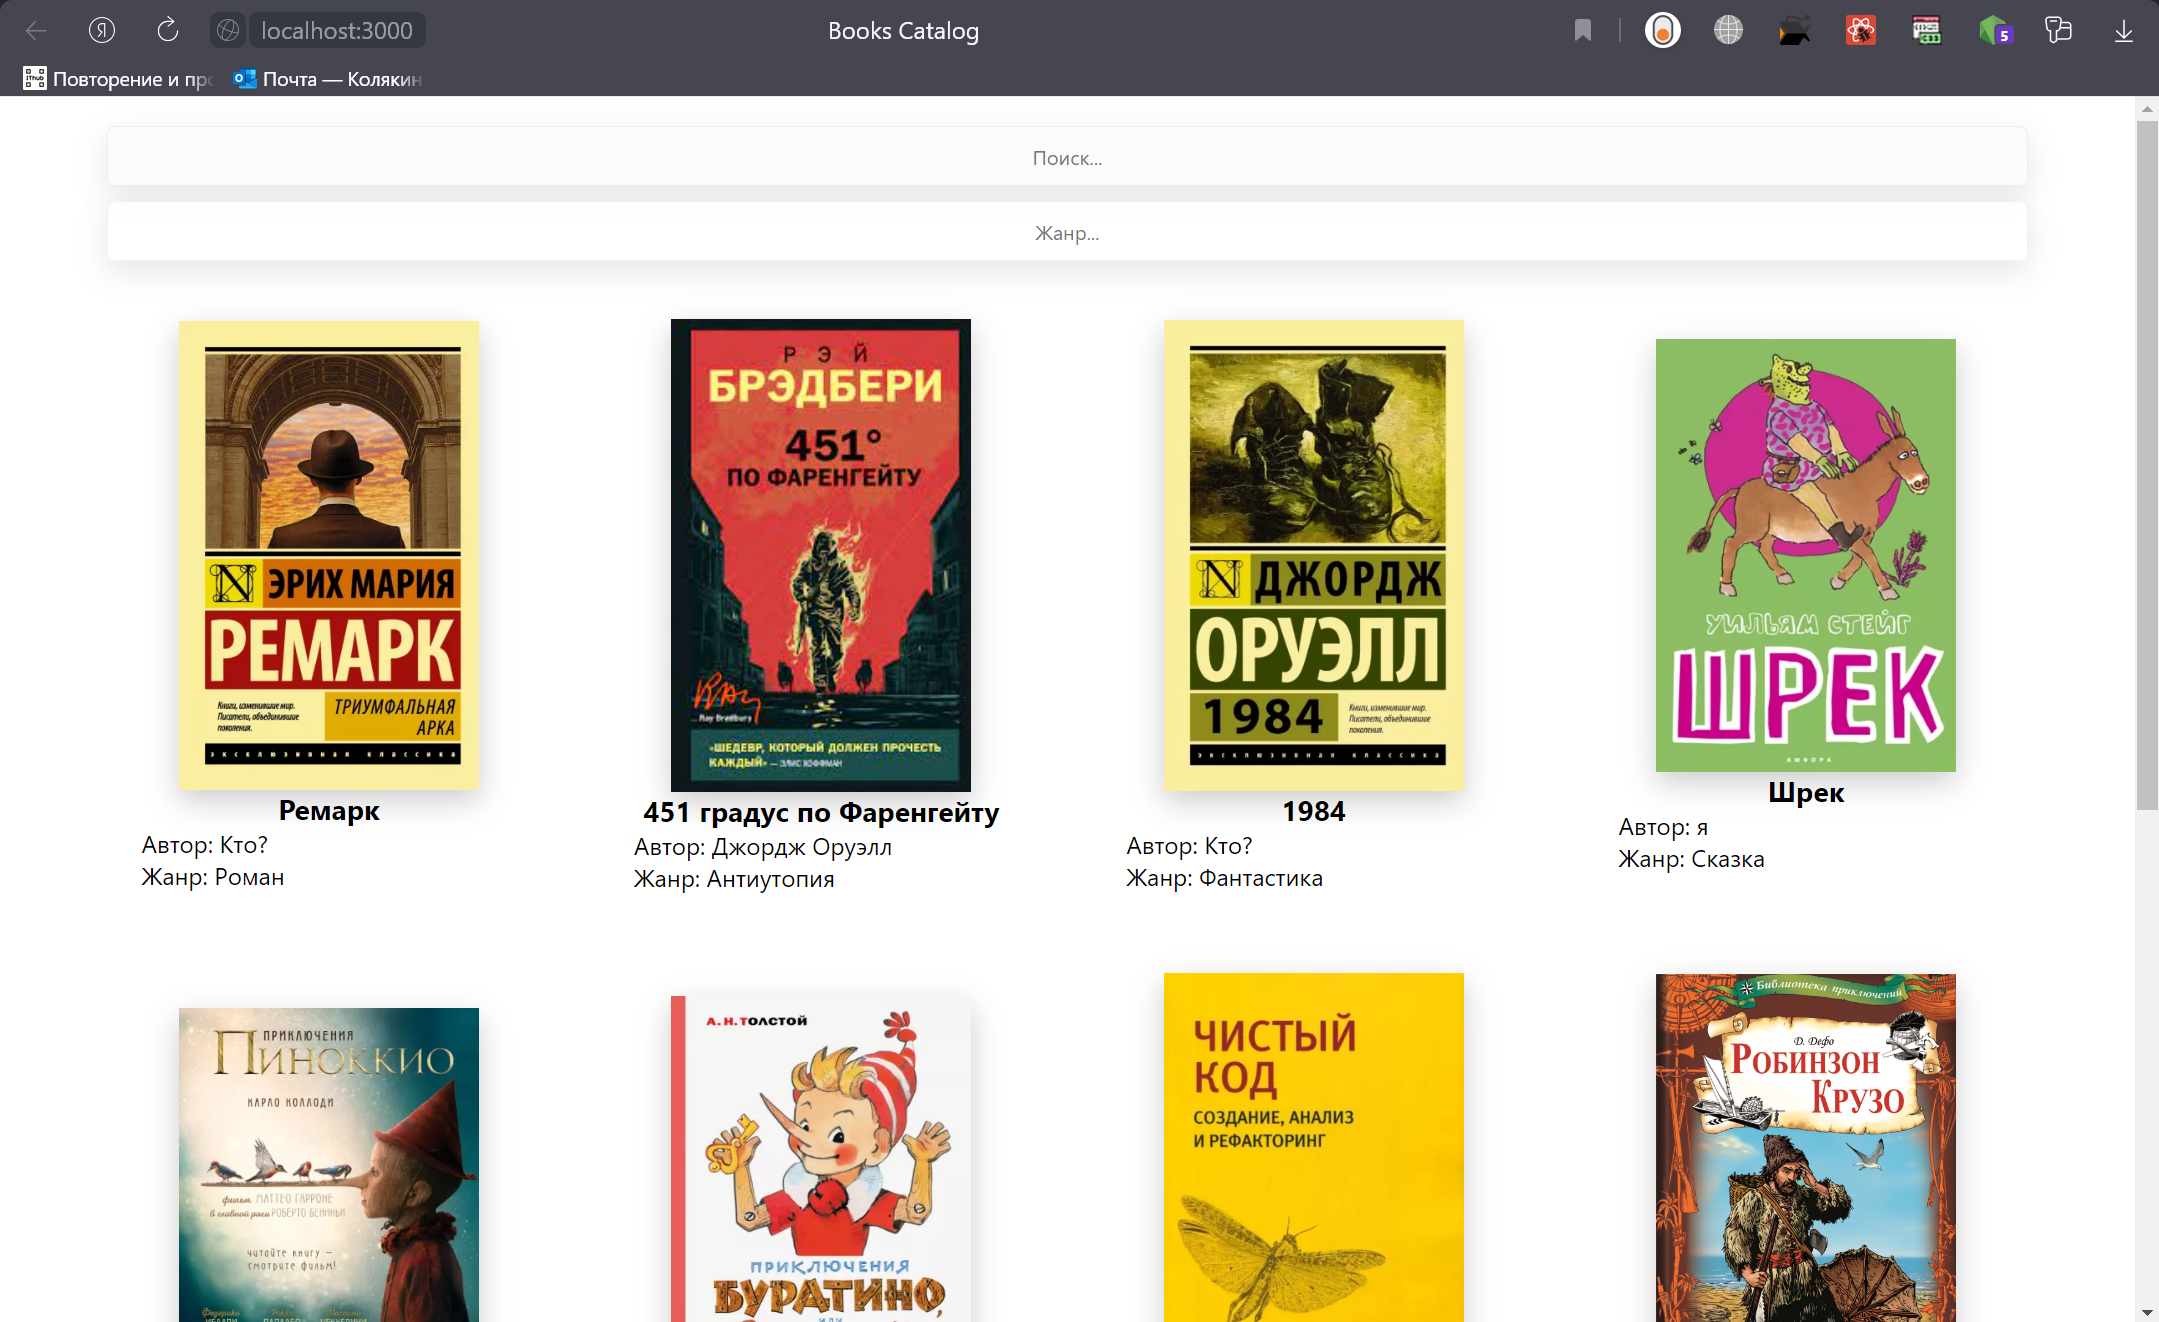 localhost:3000
Books Catalog
5
Повторение и про
Почта — Колякин
Поиск...
Жанр...
ЭРИХ МАРИЯ
РЕМАРК
Книги, изменившие мир.
Писатели, объединившие
поколения.
ТРИУМФАЛЬНАЯ
АРКА
эксклюзивная классика
Ремарк
Автор: Кто?
Жанр: Роман
РЭЙ
БРЭДБЕРИ
451°
ПО ФАРЕНГЕЙТУ
Ray Bradbury
«ШЕДЕВР, КОТОРЫЙ ДОЛЖЕН ПРОЧЕСТЬ
КАЖДЫЙ» — ЭЛИС ХОФФМАН
451 градус по Фаренгейту
Автор: Джордж Оруэлл
Жанр: Антиутопия
N ДЖОРДЖ
ОРУЭЛЛ
1984
Книги, изменившие мир.
Писатели, объединившие
поколения.
эксклюзивная классика
1984
Автор: Кто?
Жанр: Фантастика
УИЛЬЯМ СТЕЙГ
ШРЕК
АМФОРА
Шрек
Автор: я
Жанр: Сказка
ПРИКЛЮЧЕНИЯ
ПИНОККИО
КАРЛО КОЛЛОДИ
фильм МАТТЕО ГАРРОНЕ
в главной роли РОБЕРТО БЕНИНЬИ
читайте книгу –
смотрите фильм!
А.Н.ТОЛСТОЙ
ПРИКЛЮЧЕНИЯ
БУРАТИНО,
ИЛИ
ЧИСТЫЙ
КОД
СОЗДАНИЕ, АНАЛИЗ
И РЕФАКТОРИНГ
Библиотека приключений
Д. Дефо
РОБИНЗОН
КРУЗО